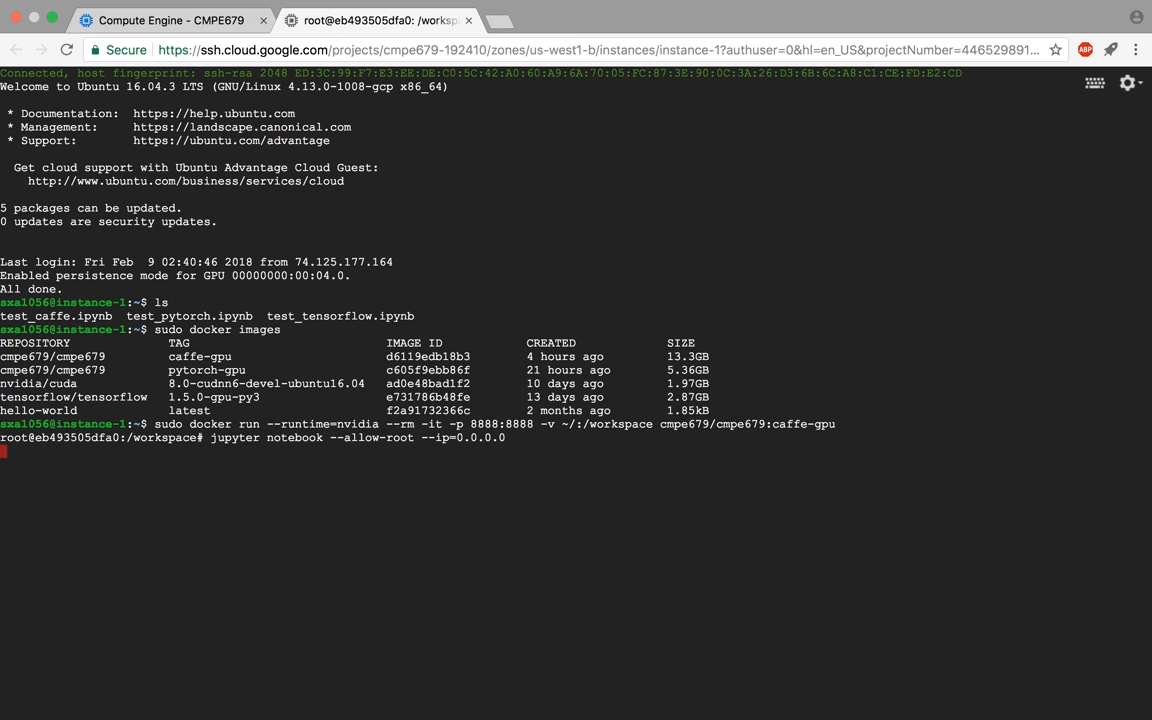 Compute Engine - CMPE679
root@eb493505dfa0: /worksp
Secure https://ssh.cloud.google.com/projects/cmpe679-192410/zones/us-west1-b/instances/instance-1?authuser=0&hl=en_US&projectNumber=446529891...
ABP
Connected, host fingerprint: ssh-rsa 2048 ED:3C:99:F7:E3:EE:DE:C0:5C:42:A0:60:A9:6A:70:05:FC:87:3E:90:0C:3A:26:D3:6B:6C:A8:C1:CE:FD:E2:CD
Welcome to Ubuntu 16.04.3 LTS (GNU/Linux 4.13.0-1008-gcp x86_64)
* Documentation: https://help.ubuntu.com
* Management: https://landscape.canonical.com
* Support: https://ubuntu.com/advantage
Get cloud support with Ubuntu Advantage Cloud Guest:
http://www.ubuntu.com/business/services/cloud
5 packages can be updated.
0 updates are security updates.
Last login: Fri Feb 9 02:40:46 2018 from 74.125.177.164
Enabled persistence mode for GPU 00000000:00:04.0.
All done.
sxa1056@instance-1:~$ ls
test_caffe.ipynb test_pytorch.ipynb test_tensorflow.ipynb
sxa1056@instance-1:~$ sudo docker images
REPOSITORY TAG IMAGE ID CREATED SIZE
cmpe679/cmpe679 caffe-gpu d6119edb18b3 4 hours ago 13.3GB
cmpe679/cmpe679 pytorch-gpu c605f9ebb86f 21 hours ago 5.36GB
nvidia/cuda 8.0-cudnn6-devel-ubuntu16.04 ad0e48bad1f2 10 days ago 1.97GB
tensorflow/tensorflow 1.5.0-gpu-py3 e731786b48fe 13 days ago 2.87GB
hello-world latest f2a91732366c 2 months ago 1.85kB
sxa1056@instance-1:~$ sudo docker run --runtime=nvidia --rm -it -p 8888:8888 -v ~/:/workspace cmpe679/cmpe679:caffe-gpu
root@eb493505dfa0:/workspace# jupyter notebook --allow-root --ip=0.0.0.0